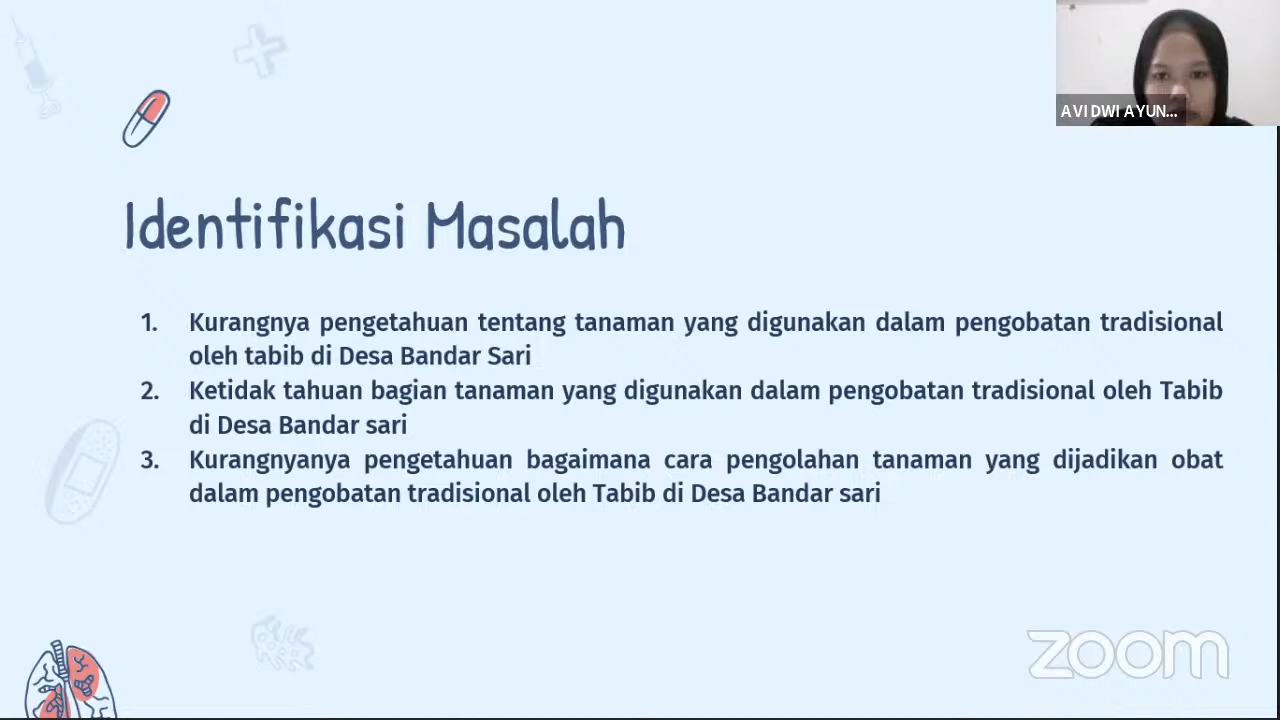 AVI DWI AYUN...
Identifikasi Masalah
1. Kurangnya pengetahuan tentang tanaman yang digunakan dalam pengobatan tradisional
oleh tabib di Desa Bandar Sari
2. Ketidak tahuan bagian tanaman yang digunakan dalam pengobatan tradisional oleh Tabib
di Desa Bandar sari
3. Kurangnyanya pengetahuan bagaimana cara pengolahan tanaman yang dijadikan obat
dalam pengobatan tradisional oleh Tabib di Desa Bandar sari
zoom